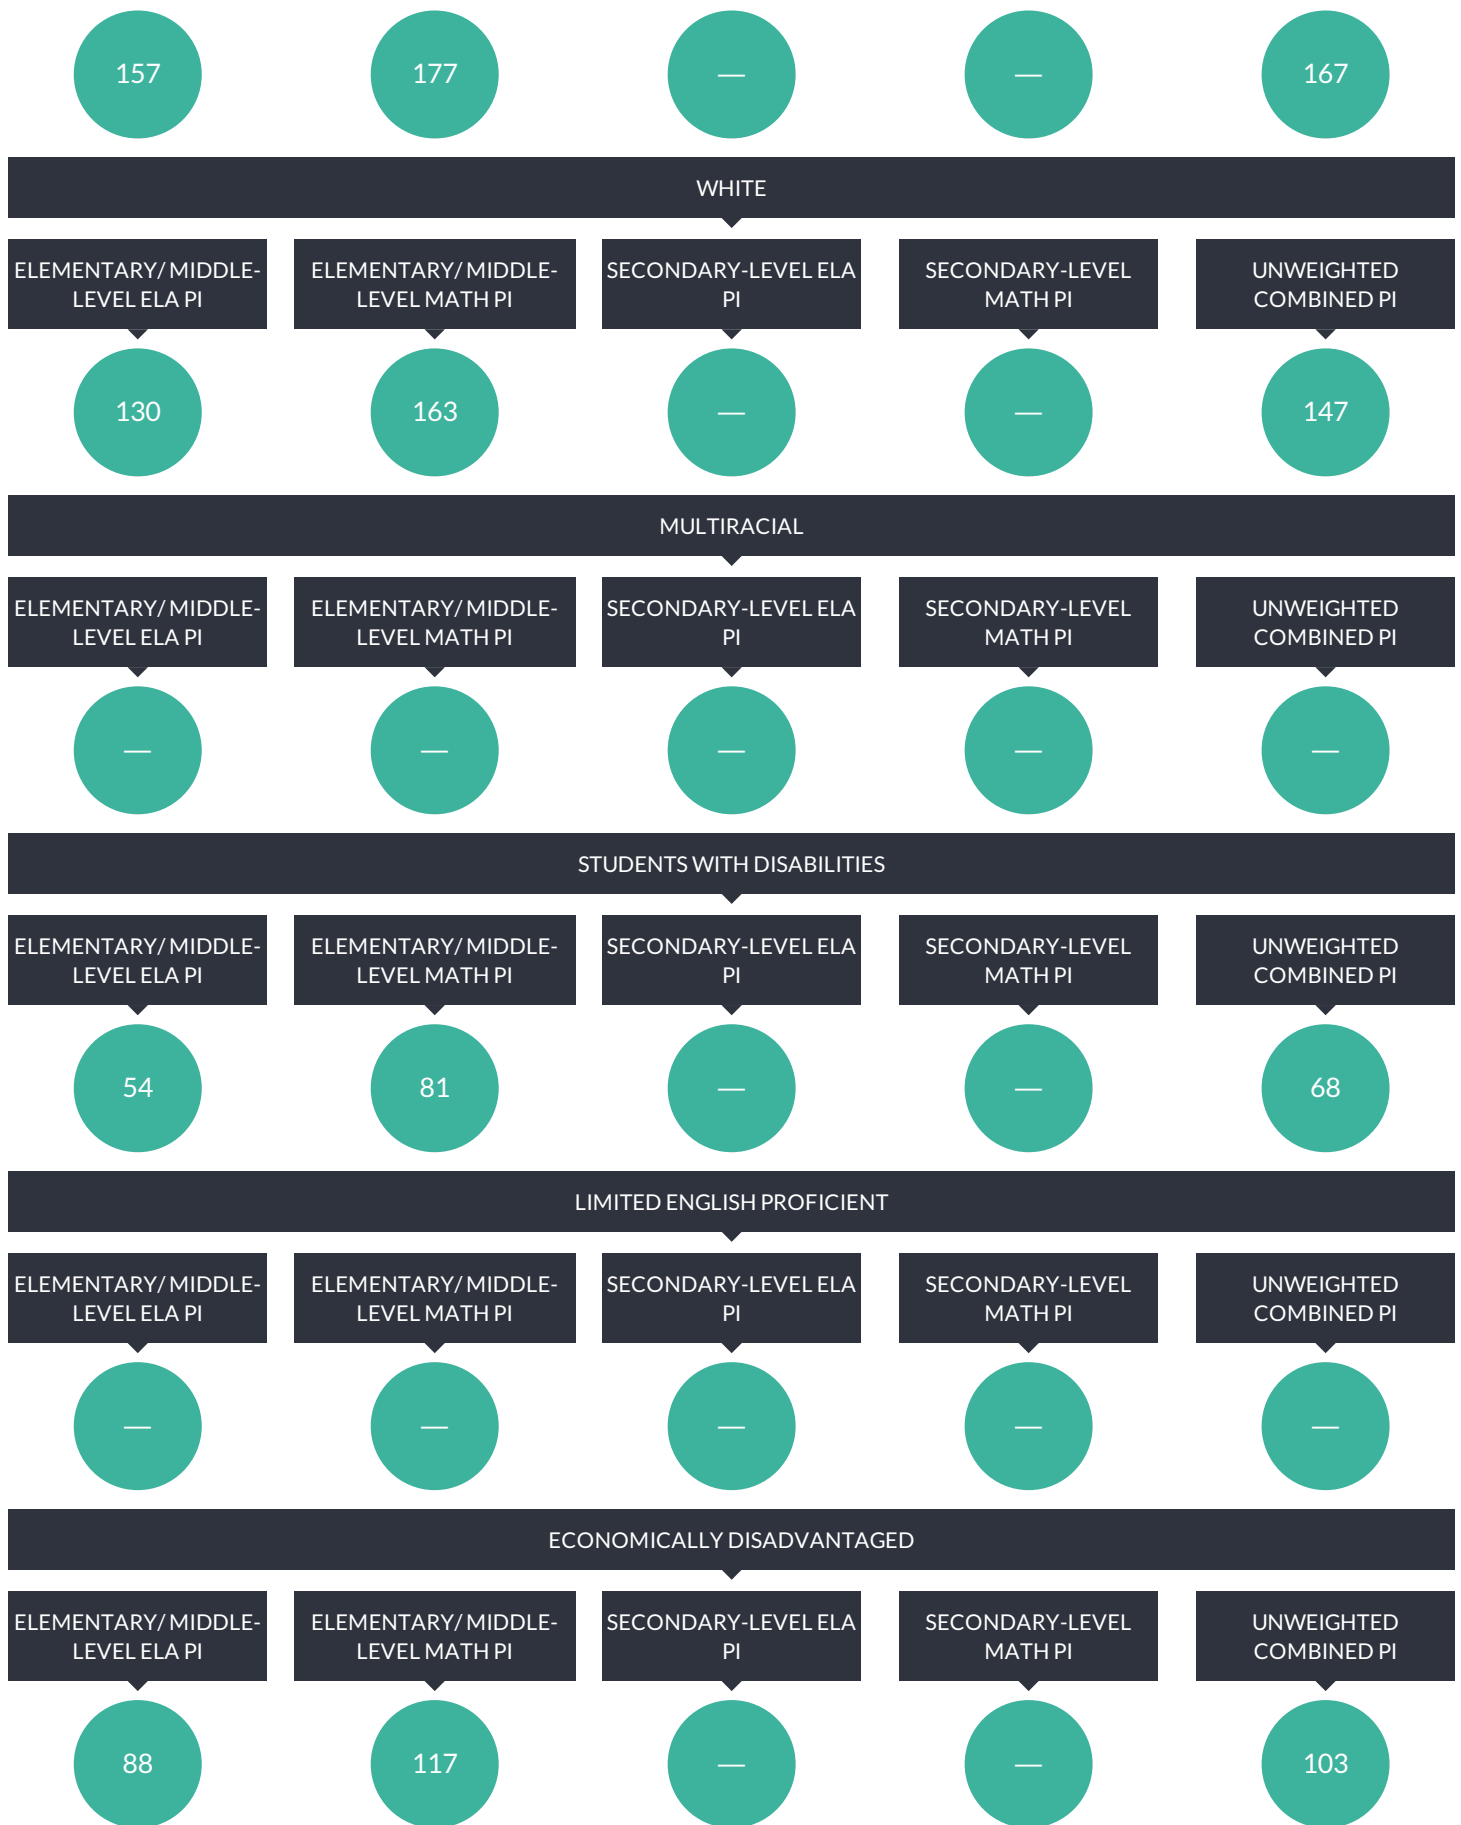 157 177 — — 167
WHITE
ELEMENTARY/ MIDDLE- ELEMENTARY/ MIDDLE- SECONDARY-LEVEL ELA SECONDARY-LEVEL UNWEIGHTED
LEVEL ELA PI LEVEL MATH PI PI MATH PI COMBINED PI
130 163 — — 147
MULTIRACIAL
ELEMENTARY/ MIDDLE- ELEMENTARY/ MIDDLE- SECONDARY-LEVEL ELA SECONDARY-LEVEL UNWEIGHTED
LEVEL ELA PI LEVEL MATH PI PI MATH PI COMBINED PI
— — — — —
STUDENTS WITH DISABILITIES
ELEMENTARY/ MIDDLE- ELEMENTARY/ MIDDLE- SECONDARY-LEVEL ELA SECONDARY-LEVEL UNWEIGHTED
LEVEL ELA PI LEVEL MATH PI PI MATH PI COMBINED PI
54 81 — — 68
LIMITED ENGLISH PROFICIENT
ELEMENTARY/ MIDDLE- ELEMENTARY/ MIDDLE- SECONDARY-LEVEL ELA SECONDARY-LEVEL UNWEIGHTED
LEVEL ELA PI LEVEL MATH PI PI MATH PI COMBINED PI
— — — — —
ECONOMICALLY DISADVANTAGED
ELEMENTARY/ MIDDLE- ELEMENTARY/ MIDDLE- SECONDARY-LEVEL ELA SECONDARY-LEVEL UNWEIGHTED
LEVEL ELA PI LEVEL MATH PI PI MATH PI COMBINED PI
88 117 — — 103